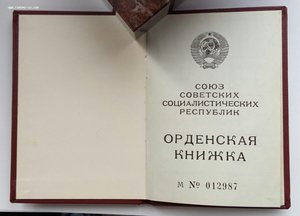 СОЮЗ
СОВЕТСКИХ
СОЦИАЛИСТИЧЕСКИХ
РЕСПУБЛИК
ОРДЕНСКАЯ
КНИЖКА
М № 012987